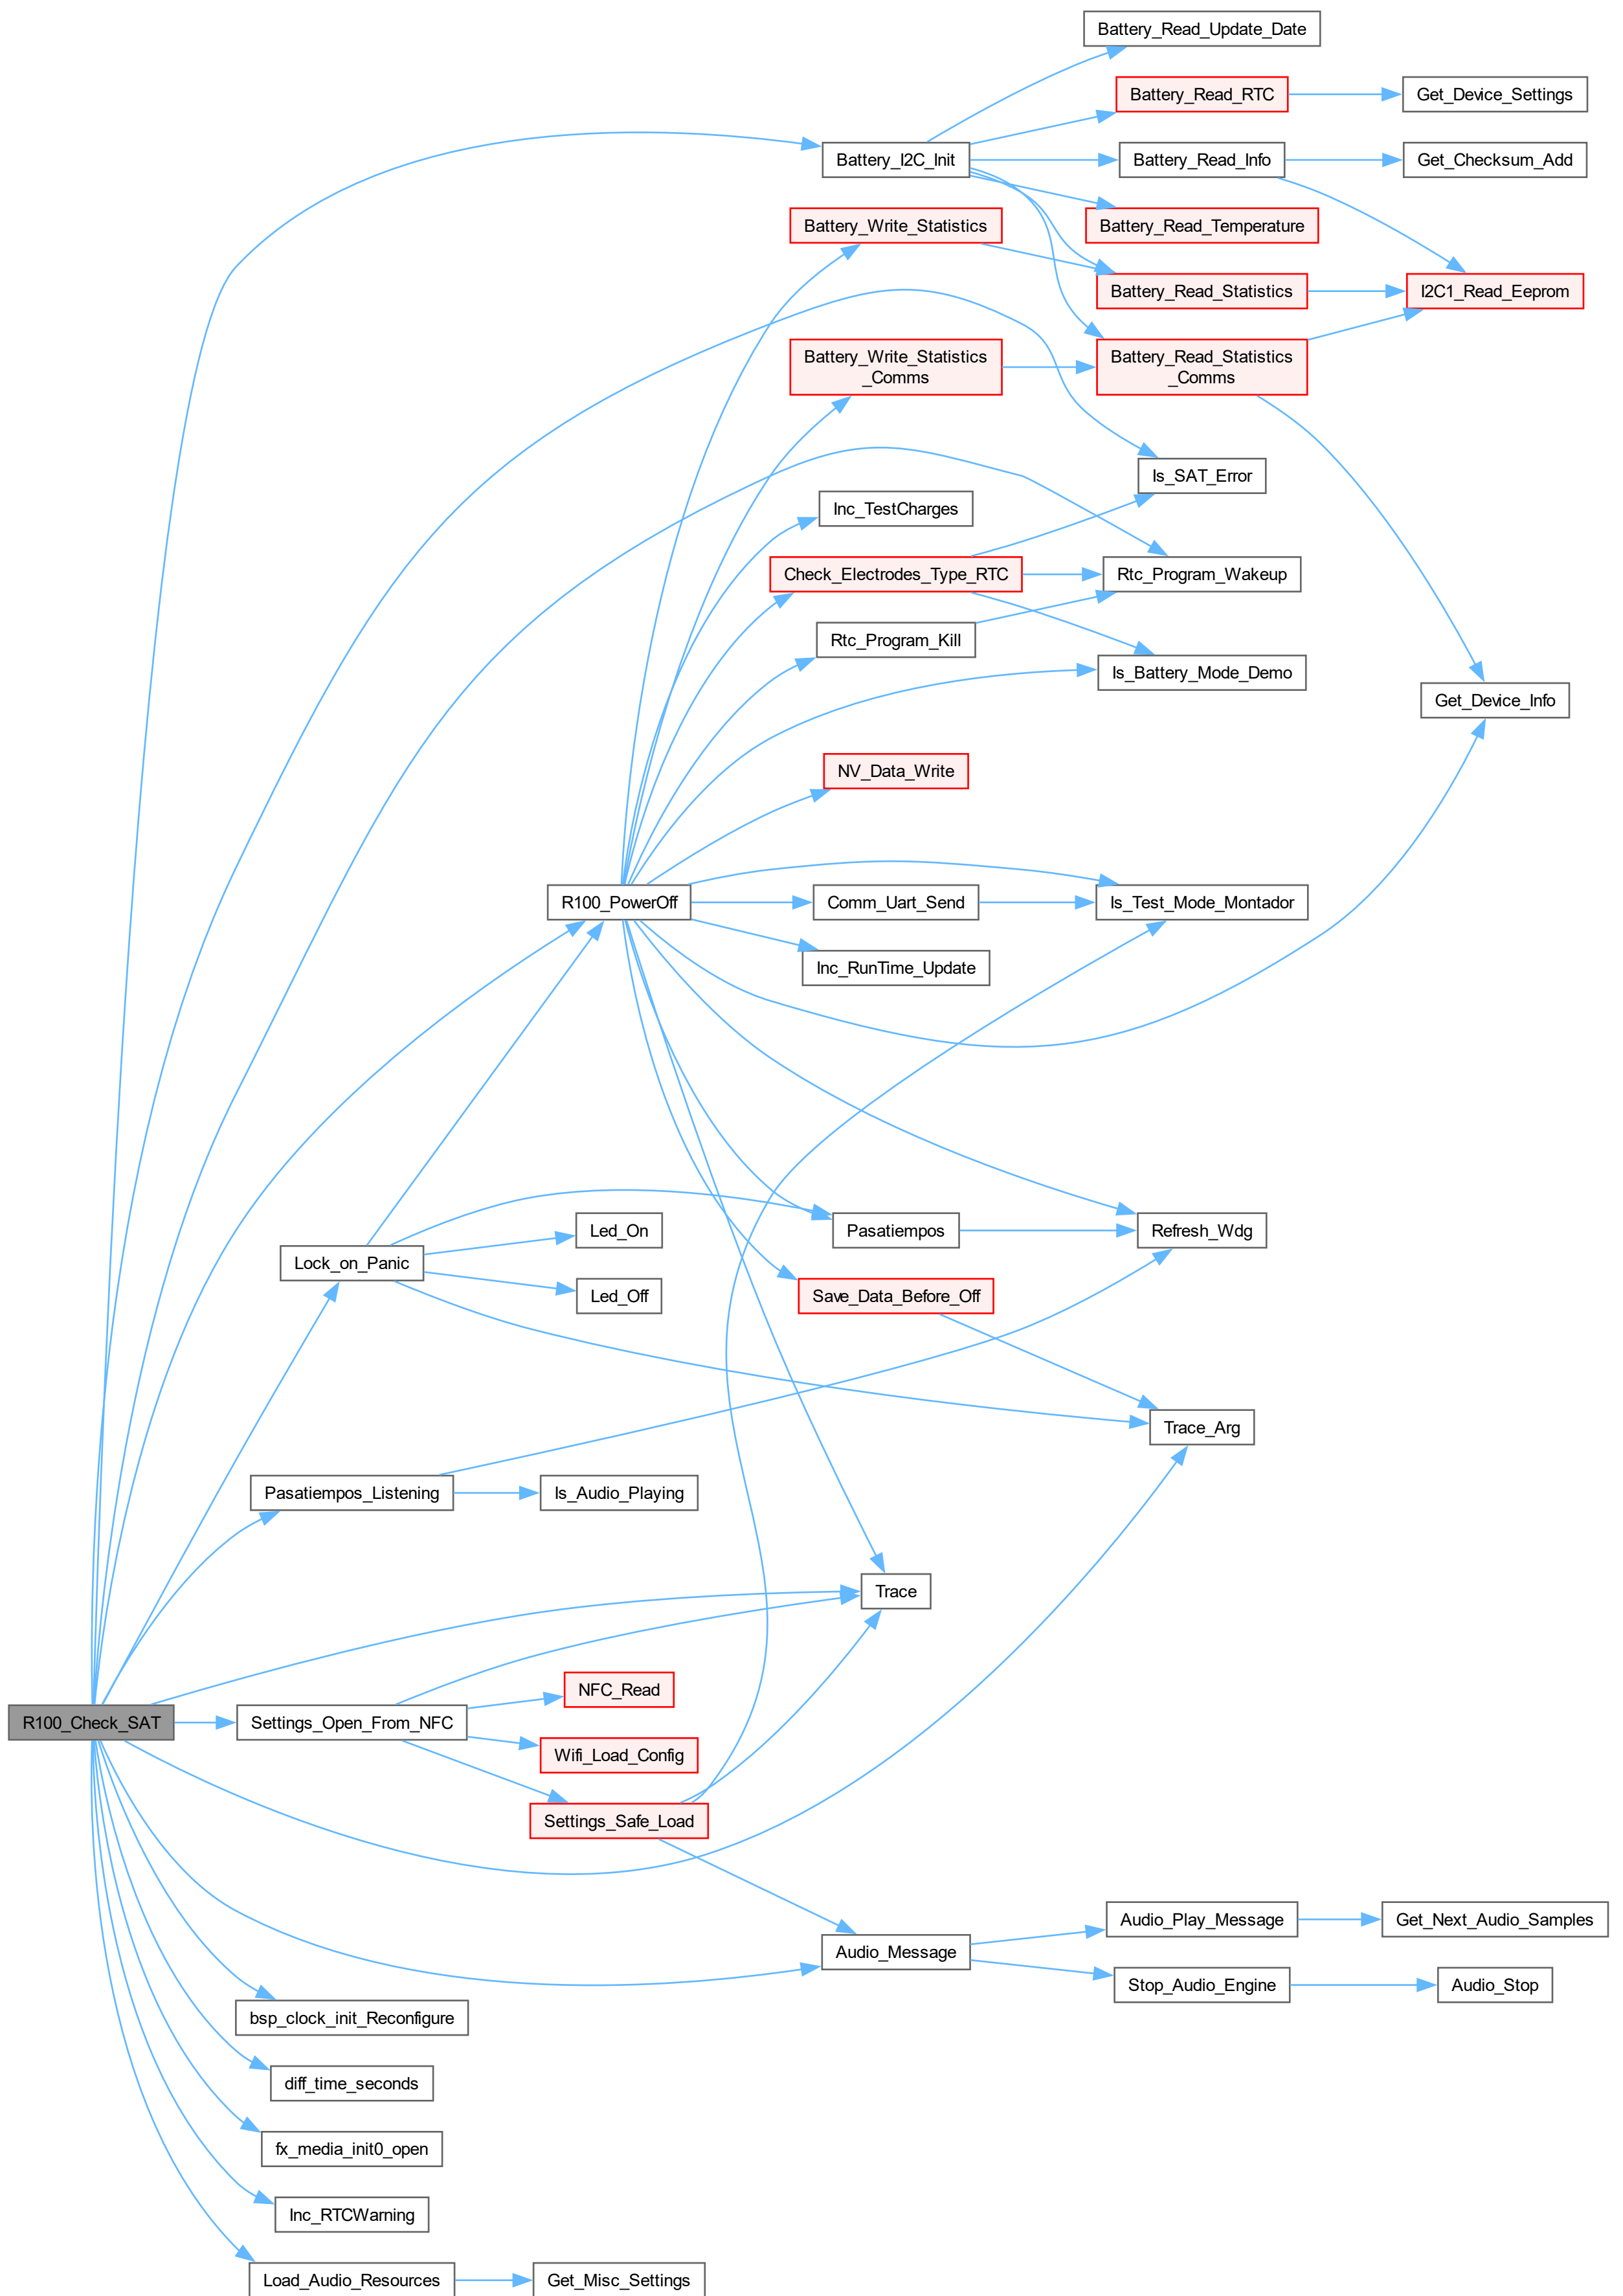 Battery_Read_Update_Date
Battery_Read_RTC
Get_Device_Settings
Battery_I2C_Init
Battery_Read_Info
Get_Checksum_Add
Battery_Write_Statistics
Battery_Read_Temperature
Battery_Read_Statistics
I2C1_Read_Eeprom
Battery_Write_Statistics
_Comms
Battery_Read_Statistics
_Comms
Is_SAT_Error
Inc_TestCharges
Check_Electrodes_Type_RTC
Rtc_Program_Wakeup
Rtc_Program_Kill
Is_Battery_Mode_Demo
Get_Device_Info
NV_Data_Write
R100_PowerOff
Comm_Uart_Send
Is_Test_Mode_Montador
Inc_RunTime_Update
Led_On
Pasatiempos
Refresh_Wdg
Lock_on_Panic
Led_Off
Save_Data_Before_Off
Trace_Arg
Pasatiempos_Listening
Is_Audio_Playing
Trace
NFC_Read
R100_Check_SAT
Settings_Open_From_NFC
Wifi_Load_Config
Settings_Safe_Load
Audio_Play_Message
Get_Next_Audio_Samples
Audio_Message
Stop_Audio_Engine
Audio_Stop
bsp_clock_init_Reconfigure
diff_time_seconds
fx_media_init0_open
Inc_RTCWarning
Load_Audio_Resources
Get_Misc_Settings